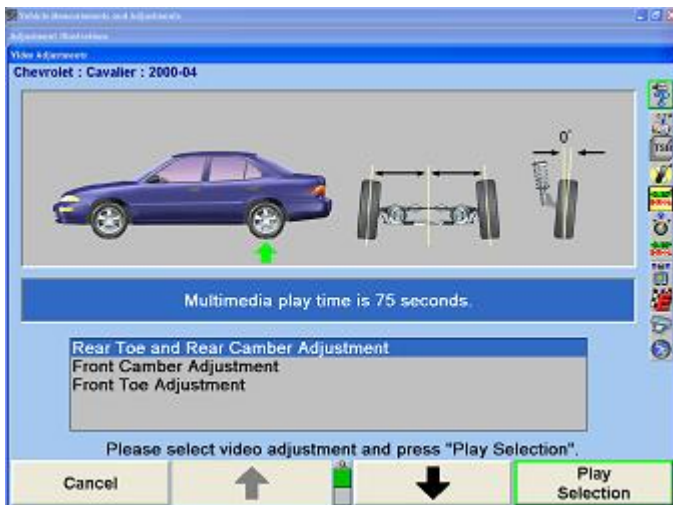 Vehicle Measurements and Adjustments
Adjustment Illustration
Video Adjustments
Chevrolet : Cavalier : 2000-04
0°
TSB
Multimedia play time is 75 seconds.
Rear Toe and Rear Camber Adjustment
Front Camber Adjustment
Front Toe Adjustment
Please select video adjustment and press "Play Selection".
Cancel
Play
Selection